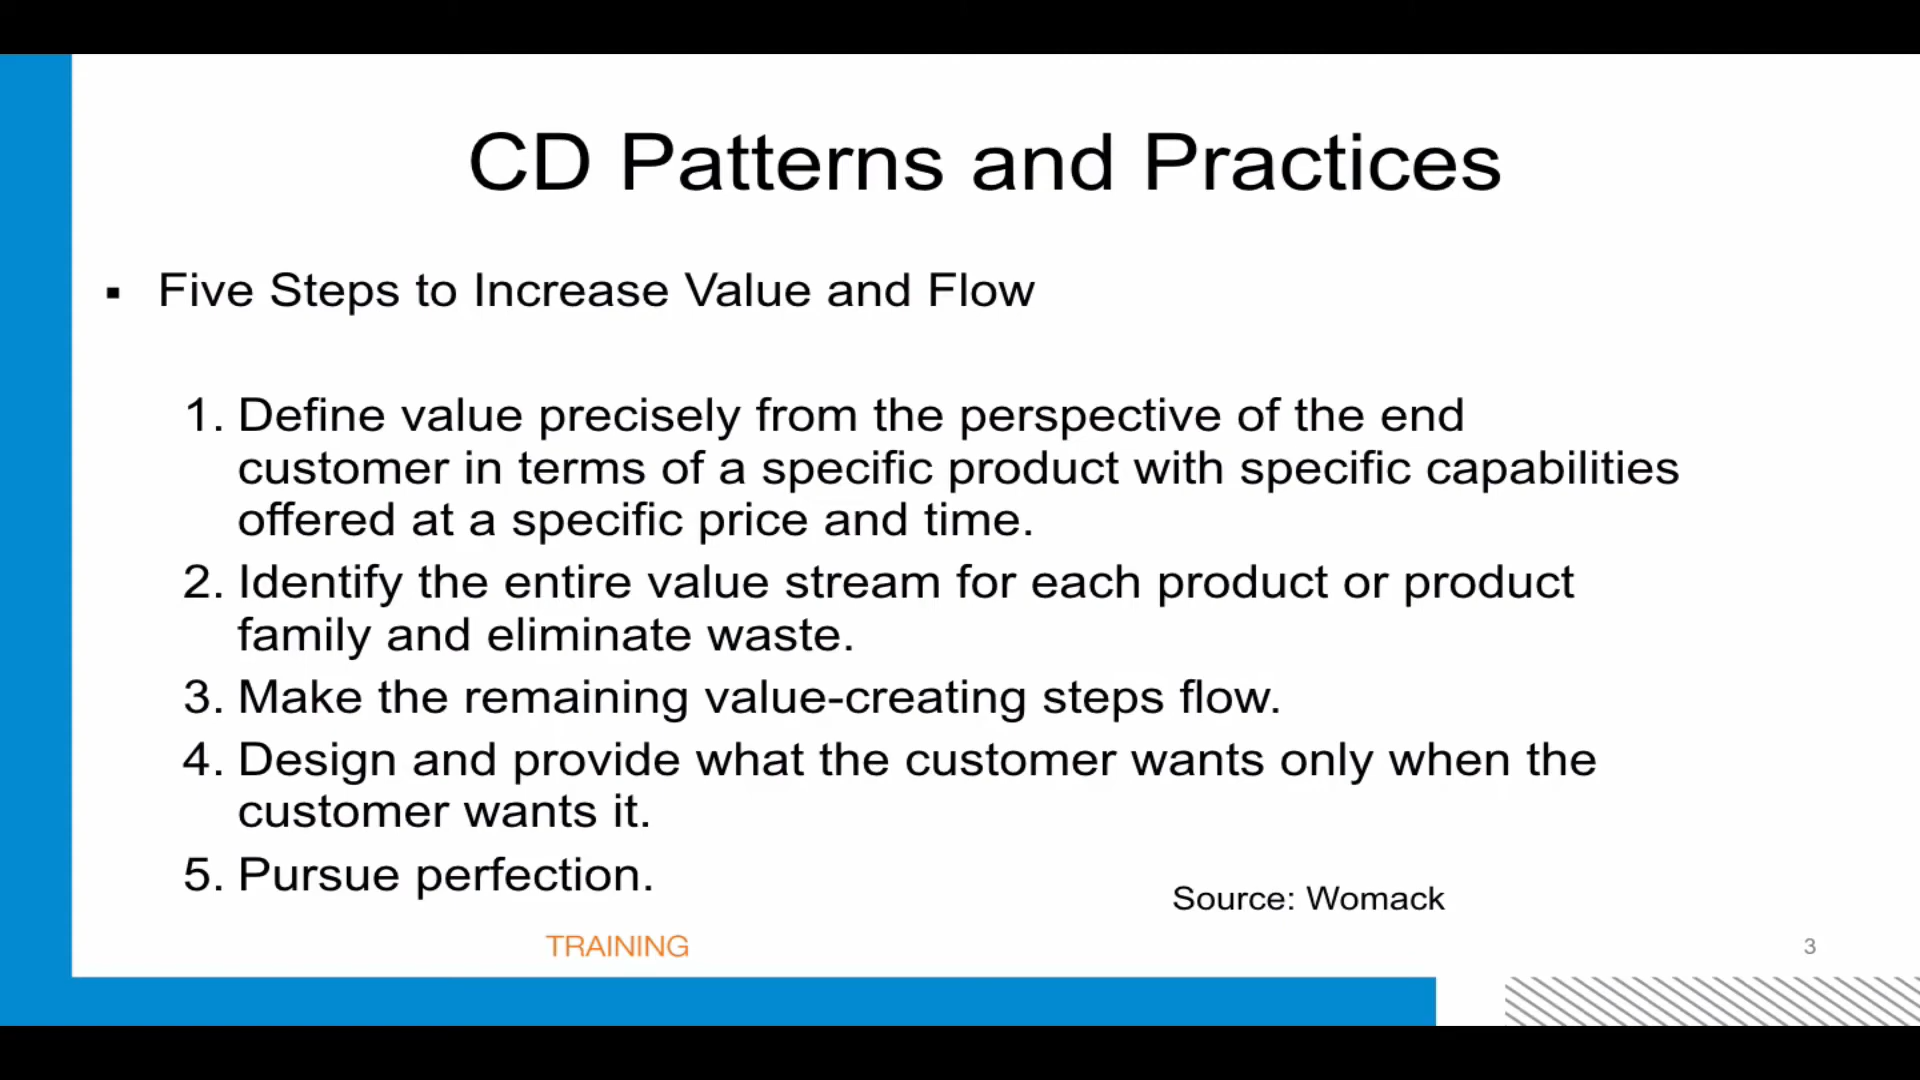 CD Patterns and Practices
▪ Five Steps to Increase Value and Flow
1. Define value precisely from the perspective of the end
customer in terms of a specific product with specific capabilities
offered at a specific price and time.
2. Identify the entire value stream for each product or product
family and eliminate waste.
3. Make the remaining value-creating steps flow.
4. Design and provide what the customer wants only when the
customer wants it.
5. Pursue perfection.
Source: Womack
TRAINING
3